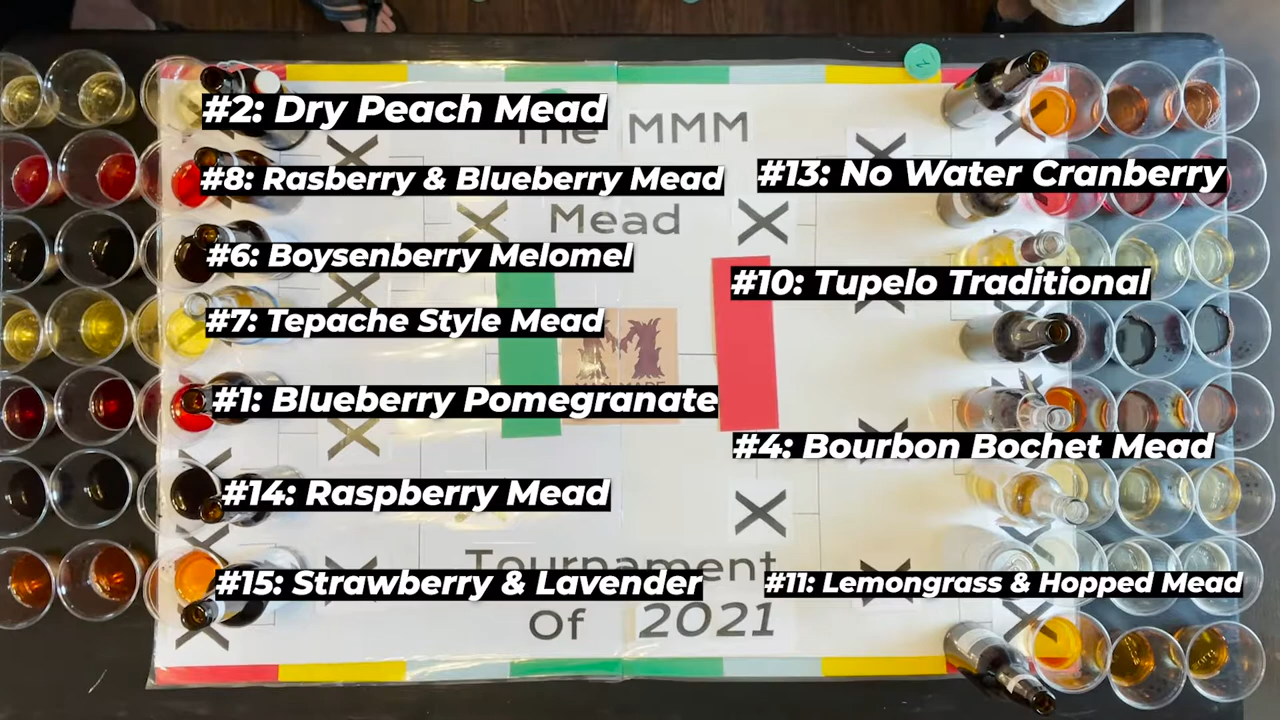 #2: Dry Peach Mead
The MMM
#8: Rasberry & Blueberry Mead
#13: No Water Cranberry
Mead
#6: Boysenberry Melomel
#10: Tupelo Traditional
#7: Tepache Style Mead
#1: Blueberry Pomegranate
#4: Bourbon Bochet Mead
#14: Raspberry Mead
Tournament
#15: Strawberry & Lavender
#11: Lemongrass & Hopped Mead
Of 2021